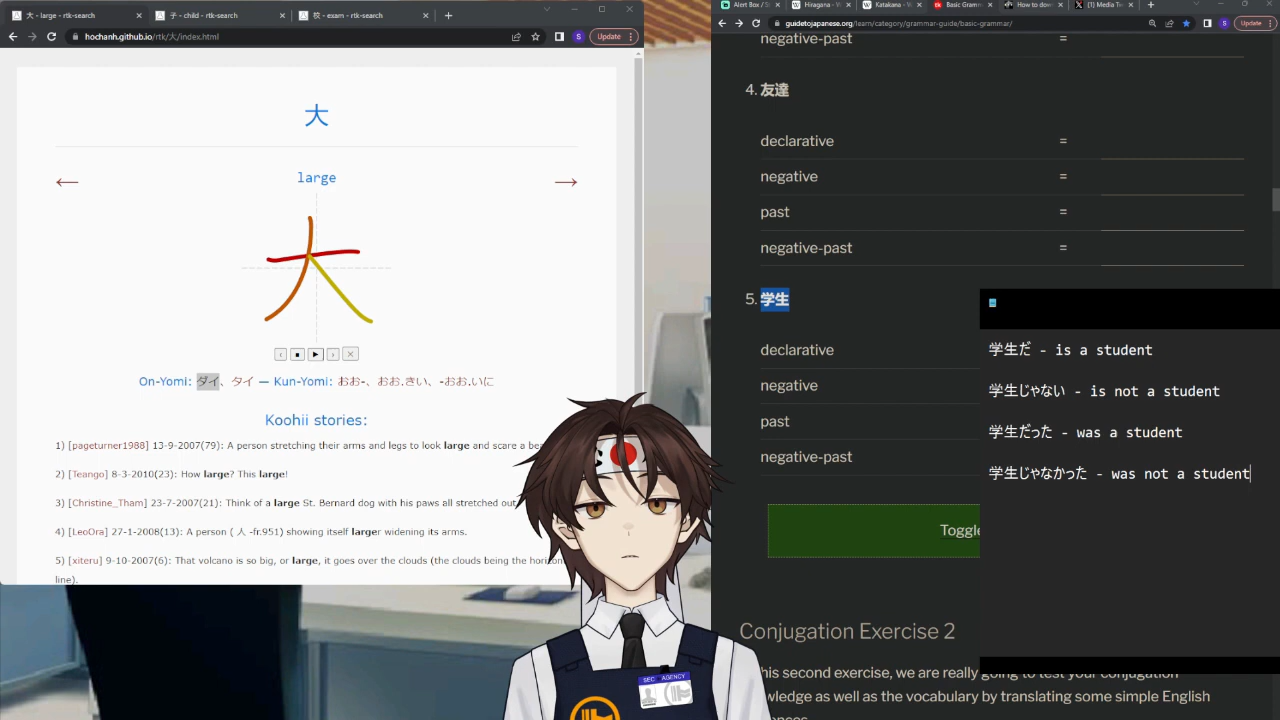 大 - large - rtk-search
子 - child - rtk-search
校 - exam - rtk-search
hochanh.github.io/rtk/大/index.html
Update
大
← large →
On-Yomi: ダイ、タイ — Kun-Yomi: おお-、おお.きい、-おお.いに
Koohii stories:
1) [pageturner1988] 13-9-2007(79): A person stretching their arms and legs to look large and scare a
2) [Teango] 8-3-2010(23): How large? This large!
3) [Christine_Tham] 23-7-2007(21): Think of a large St. Bernard dog with his paws all stretched out
4) [LeoOra] 27-1-2008(13): A person ( 人 -fr.951) showing itself larger widening its arms.
5) [xiteru] 9-10-2007(6): That volcano is so big, or large, it goes over the clouds (the clouds being the
line).
Alert Box / S
Hiragana - W
Katakana - W
Basic Gramm
How to dow
(1) Media Tw
guidetojapanese.org/learn/category/grammar-guide/basic-grammar/
Update
negative-past =
4. 友達
declarative =
negative =
past =
negative-past =
5. 学生
declarative
negative
past
negative-past
Toggle
学生だ - is a student
学生じゃない - is not a student
学生だった - was a student
学生じゃなかった - was not a student
Conjugation Exercise 2
his second exercise, we are really going to test your conjugation
owledge as well as the vocabulary by translating some simple English
SEC AGENCY